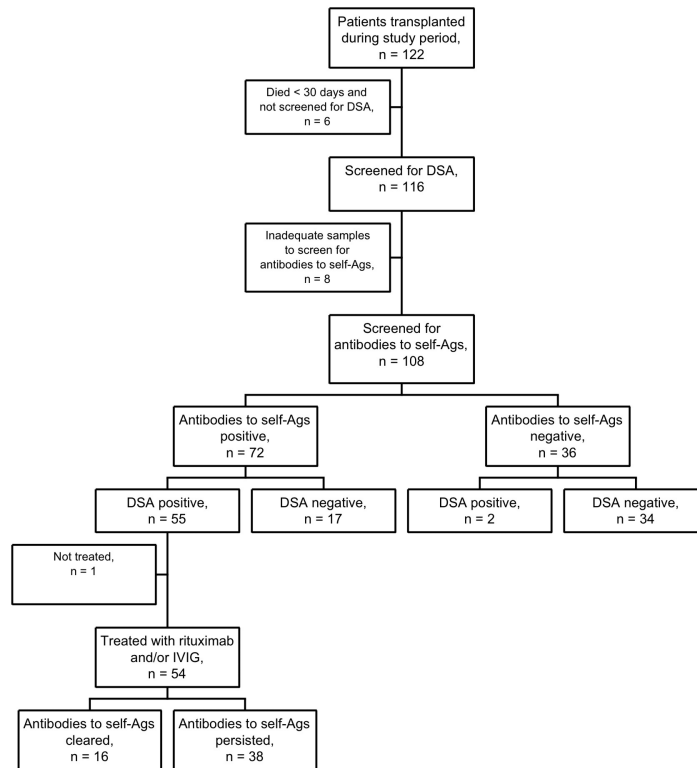 Patients transplanted
during study period,
n = 122
Died < 30 days and
not screened for DSA,
n = 6
Screened for DSA,
n = 116
Inadequate samples
to screen for
antibodies to self-Ags,
n = 8
Screened for
antibodies to self-Ags,
n = 108
Antibodies to self-Ags
positive,
n = 72
Antibodies to self-Ags
negative,
n = 36
DSA positive,
n = 55
DSA negative,
n = 17
DSA positive,
n = 2
DSA negative,
n = 34
Not treated,
n = 1
Treated with rituximab
and/or IVIG,
n = 54
Antibodies to self-Ags
cleared,
n = 16
Antibodies to self-Ags
persisted,
n = 38